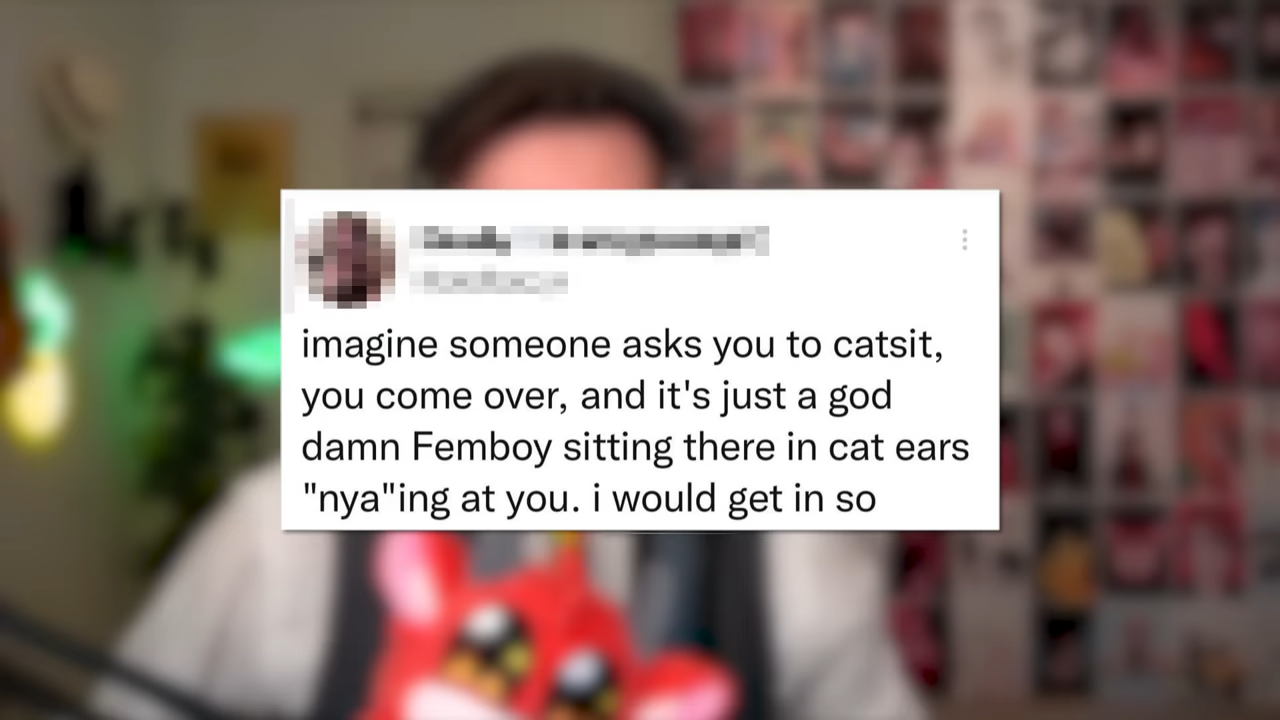 imagine someone asks you to catsit,
you come over, and it's just a god
damn Femboy sitting there in cat ears
"nya"ing at you. i would get in so